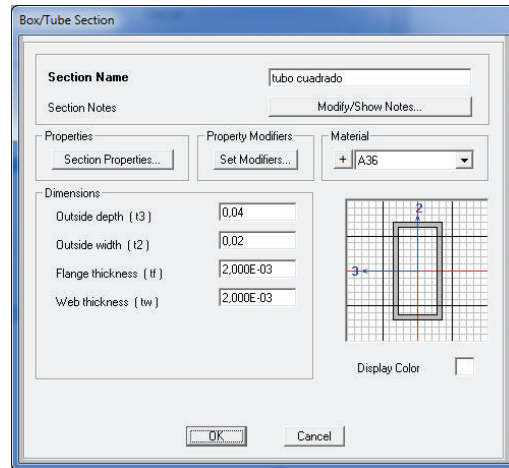 Box/Tube Section
Section Name
tubo cuadrado
Section Notes
Modify/Show Notes...
Properties
Section Properties...
Property Modifiers
Set Modifiers...
Material
+
A36
Dimensions
Outside depth ( t3 )
0,04
Outside width ( t2 )
0,02
Flange thickness ( tf )
2,000E-03
Web thickness ( tw )
2,000E-03
2
3
Display Color
OK
Cancel